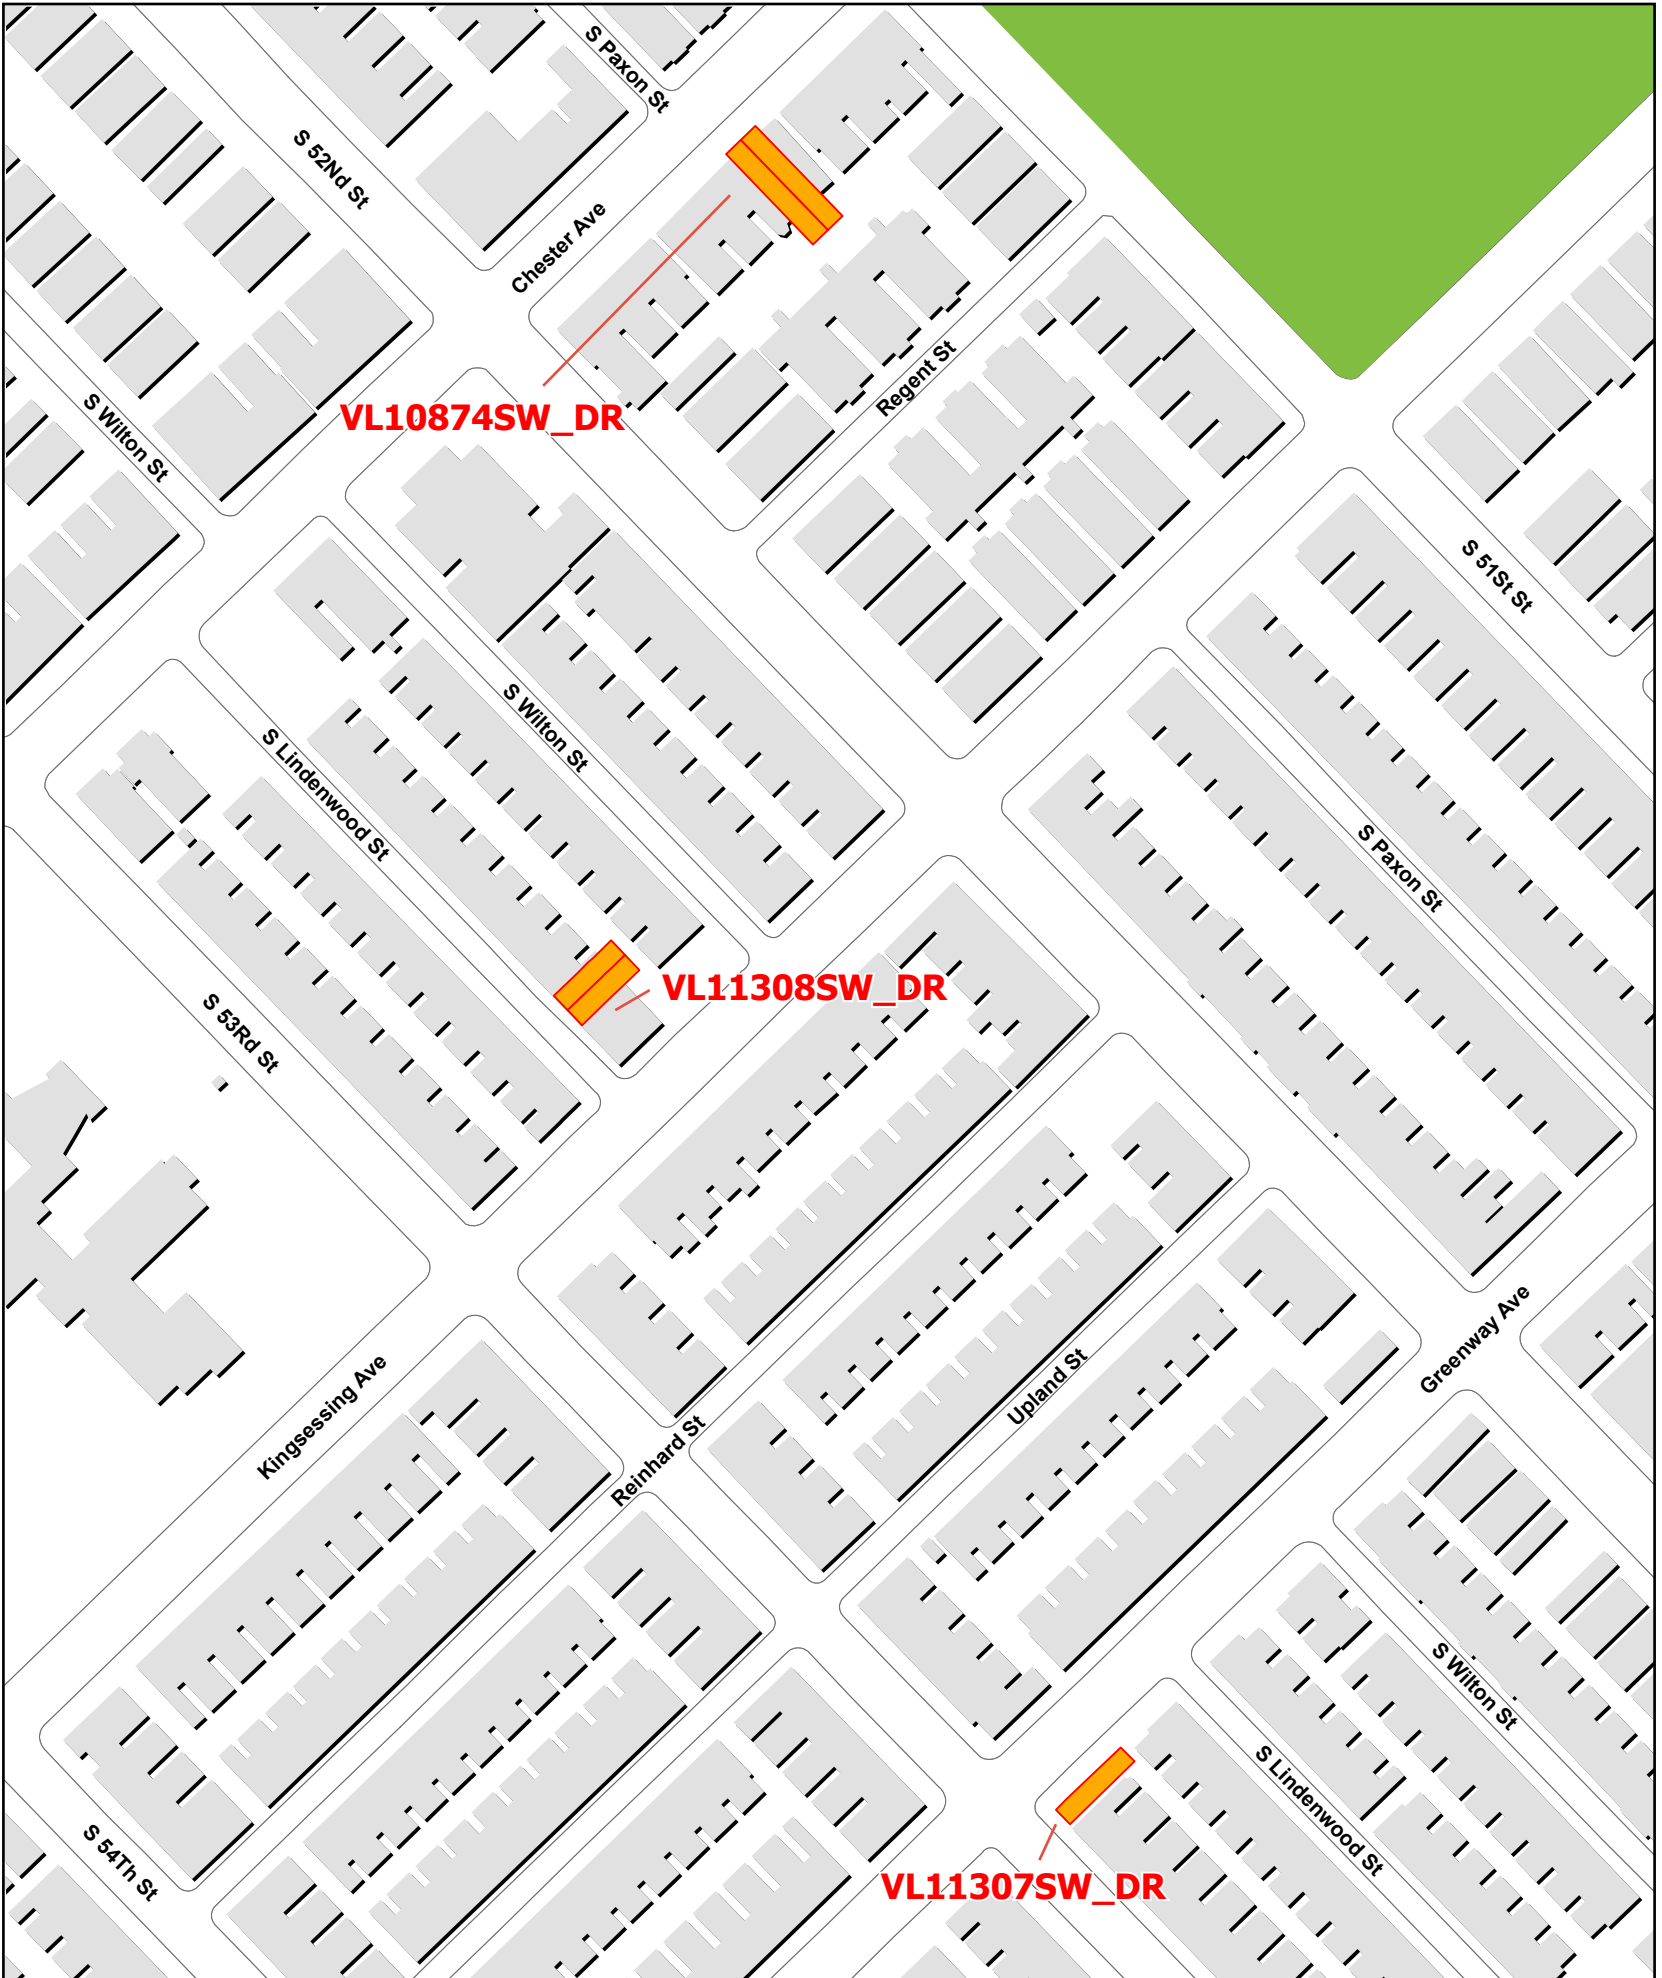 S Paxon St
S 52Nd St
Chester Ave
Regent St
VL10874SW_DR
S Wilton St
S 51St St
S Wilton St
S Lindenwood St
S Paxon St
VL11308SW_DR
S 53Rd St
Greenway Ave
Upland St
Kingsessing Ave
Reinhard St
S Wilton St
S Lindenwood St
S 54Th St
VL11307SW_DR